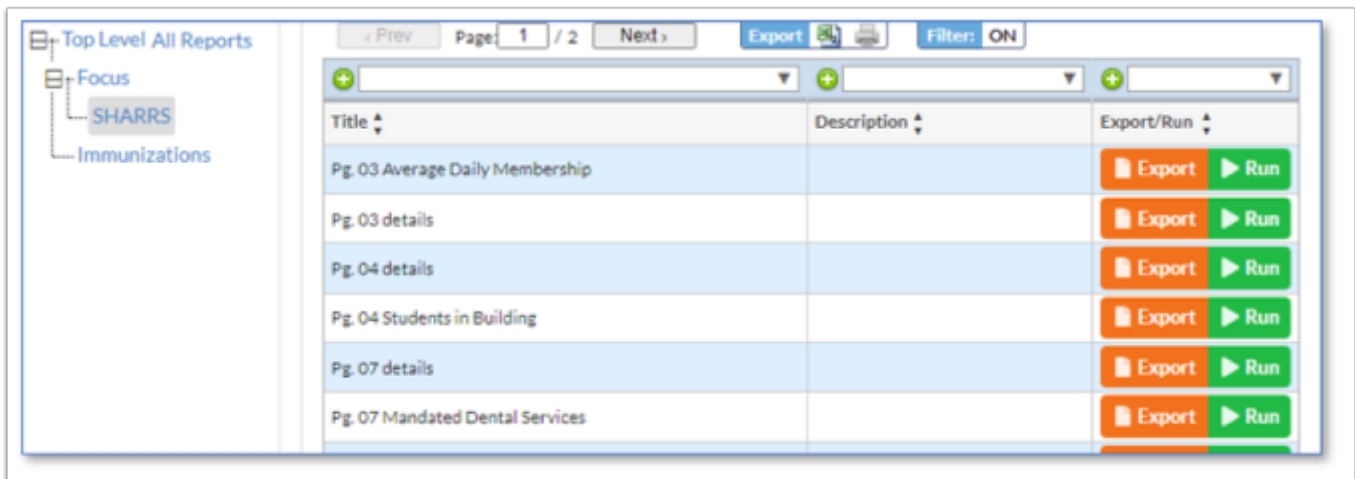 Top Level All Reports
Focus
SHARRS
Immunizations
‹ Prev Page: 1 / 2 Next › Export Filter: ON
Title Description Export/Run
Pg. 03 Average Daily Membership Export Run
Pg. 03 details Export Run
Pg. 04 details Export Run
Pg. 04 Students in Building Export Run
Pg. 07 details Export Run
Pg. 07 Mandated Dental Services Export Run